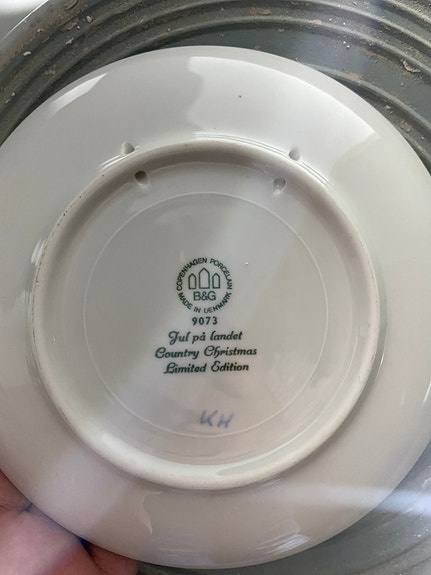 COPENHAGEN PORCELAIN
B&G
MADE IN DENMARK
9073
Jul på landet
Country Christmas
Limited Edition
KH